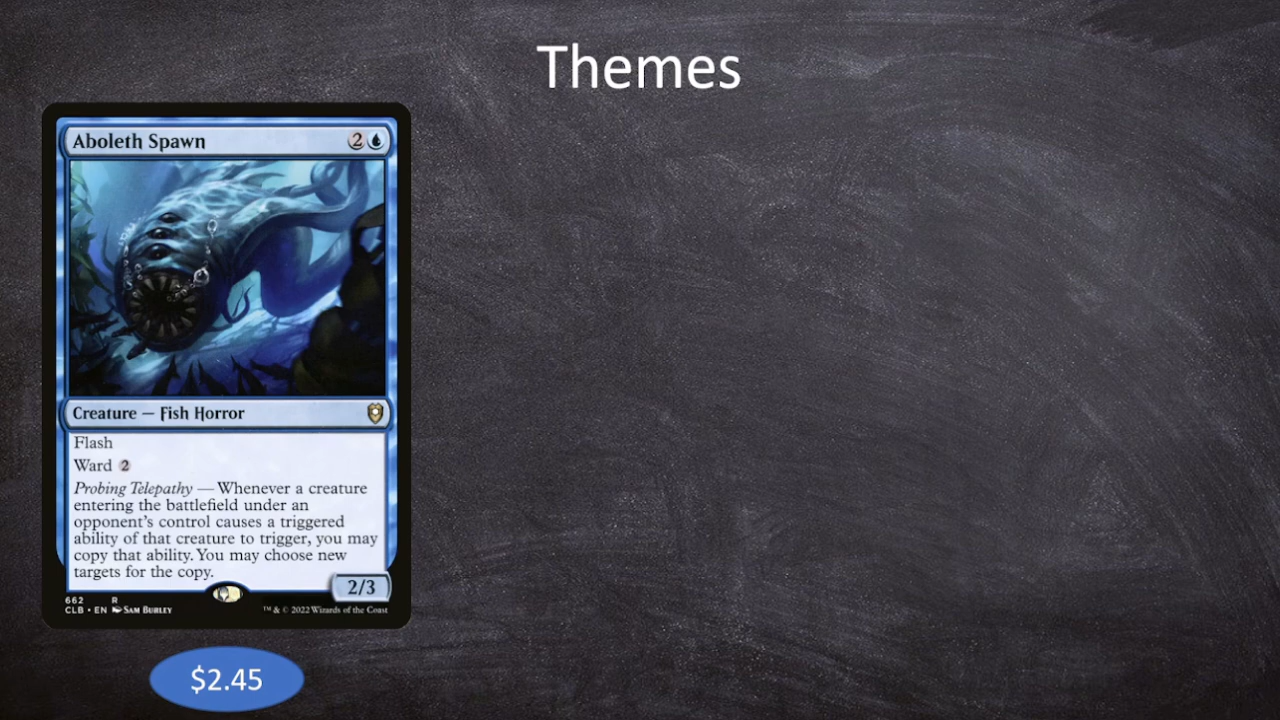 Themes
Aboleth Spawn 2
Creature — Fish Horror
Flash
Ward 2
Probing Telepathy — Whenever a creature
entering the battlefield under an
opponent's control causes a triggered
ability of that creature to trigger, you may
copy that ability. You may choose new
targets for the copy.
2/3
662 R
CLB • EN SAM BURLEY
™ & © 2022 Wizards of the Coast
$2.45